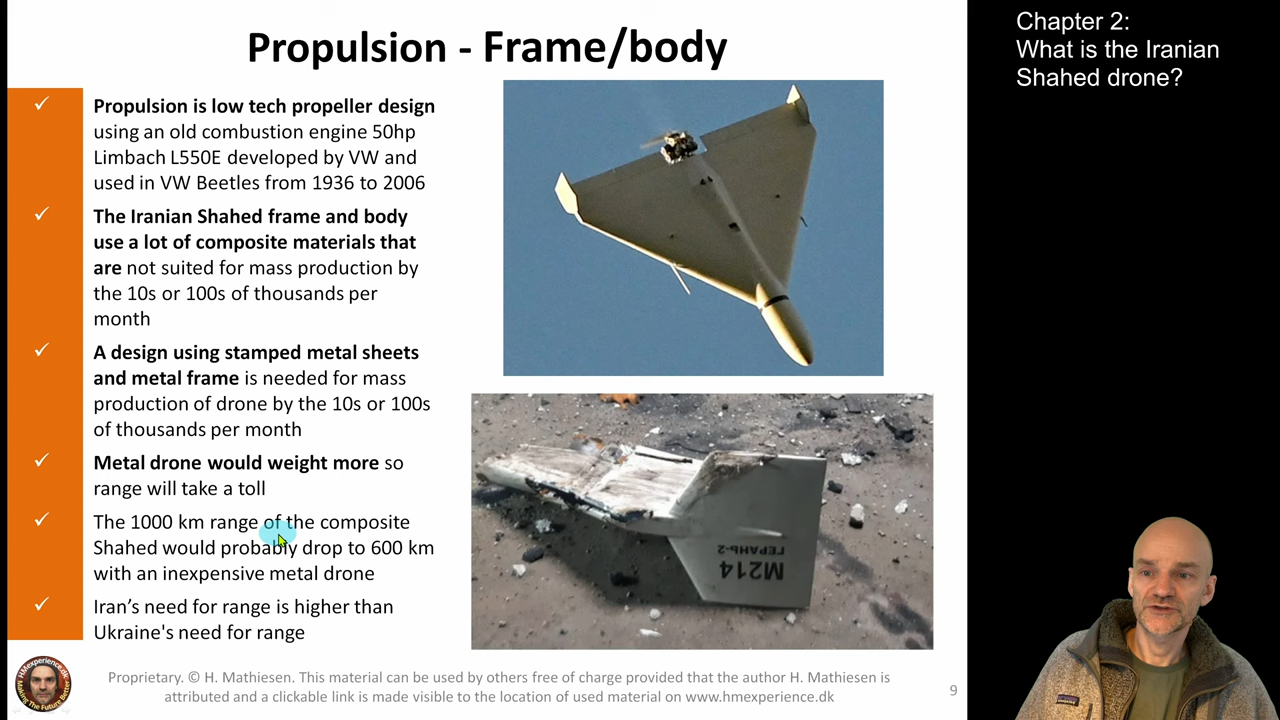 Propulsion - Frame/body
Propulsion is low tech propeller design
using an old combustion engine 50hp
Limbach L550E developed by VW and
used in VW Beetles from 1936 to 2006
The Iranian Shahed frame and body
use a lot of composite materials that
are not suited for mass production by
the 10s or 100s of thousands per
month
A design using stamped metal sheets
and metal frame is needed for mass
production of drone by the 10s or 100s
of thousands per month
Metal drone would weight more so
range will take a toll
The 1000 km range of the composite
Shahed would probably drop to 600 km
with an inexpensive metal drone
Iran’s need for range is higher than
Ukraine's need for range
М214
ГЕРАНЬ-2
Proprietary. © H. Mathiesen. This material can be used by others free of charge provided that the author H. Mathiesen is
attributed and a clickable link is made visible to the location of used material on www.hmexperience.dk
9
Chapter 2:
What is the Iranian
Shahed drone?